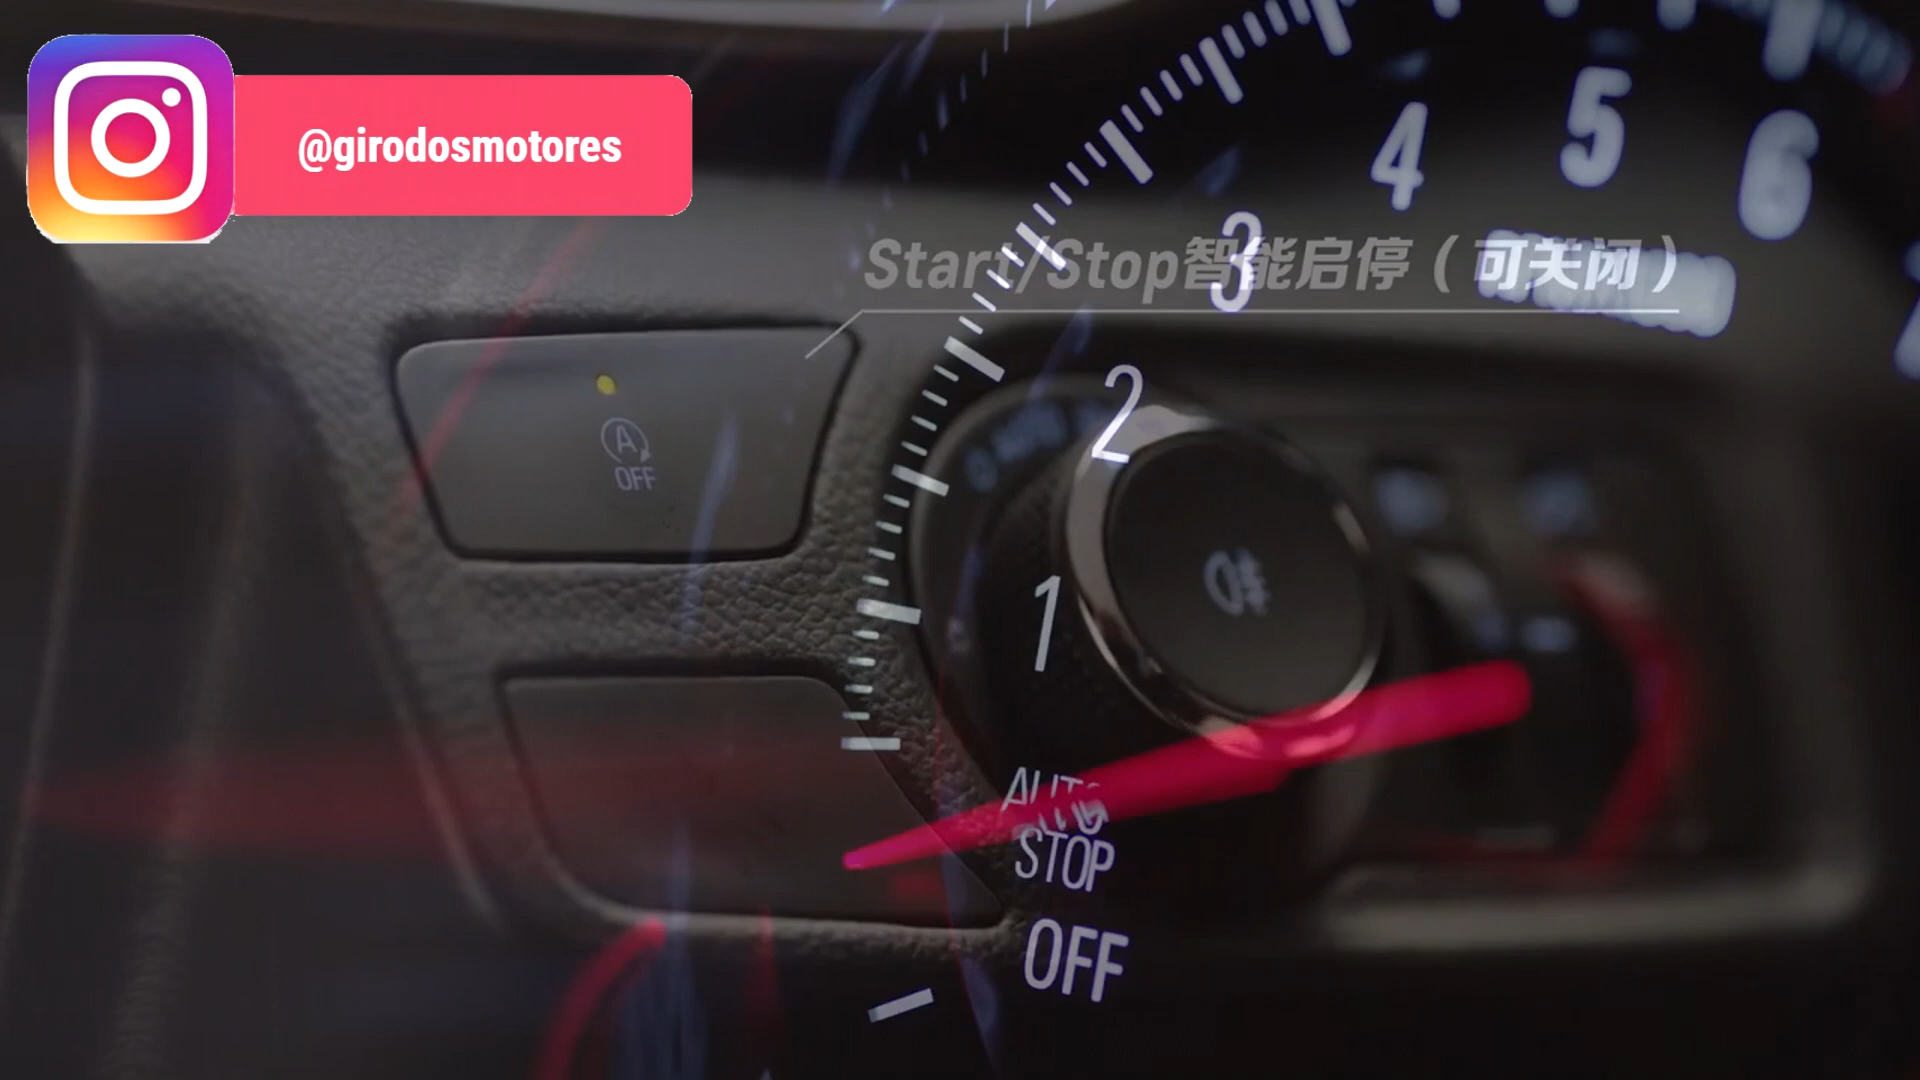 @girodosmotores
5
4
6
3
Start/Stop智能启停（可关闭）
2
A
OFF
1
AUTO
STOP
OFF